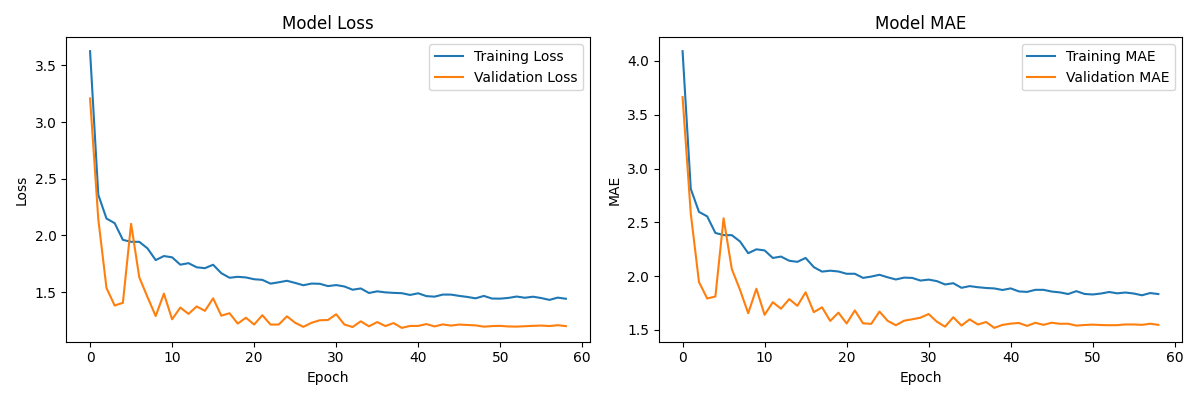 Model Loss
Training Loss
Validation Loss
3.5
3.0
2.5
2.0
1.5
Loss
0 10 20 30 40 50 60
Epoch
Model MAE
Training MAE
Validation MAE
4.0
3.5
3.0
2.5
2.0
1.5
MAE
0 10 20 30 40 50 60
Epoch